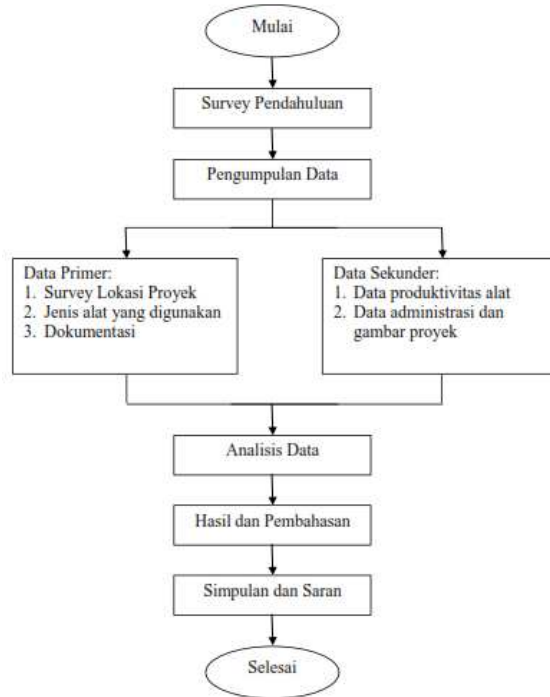 Mulai
Survey Pendahuluan
Pengumpulan Data
Data Primer:
1. Survey Lokasi Proyek
2. Jenis alat yang digunakan
3. Dokumentasi
Data Sekunder:
1. Data produktivitas alat
2. Data administrasi dan
gambar proyek
Analisis Data
Hasil dan Pembahasan
Simpulan dan Saran
Selesai